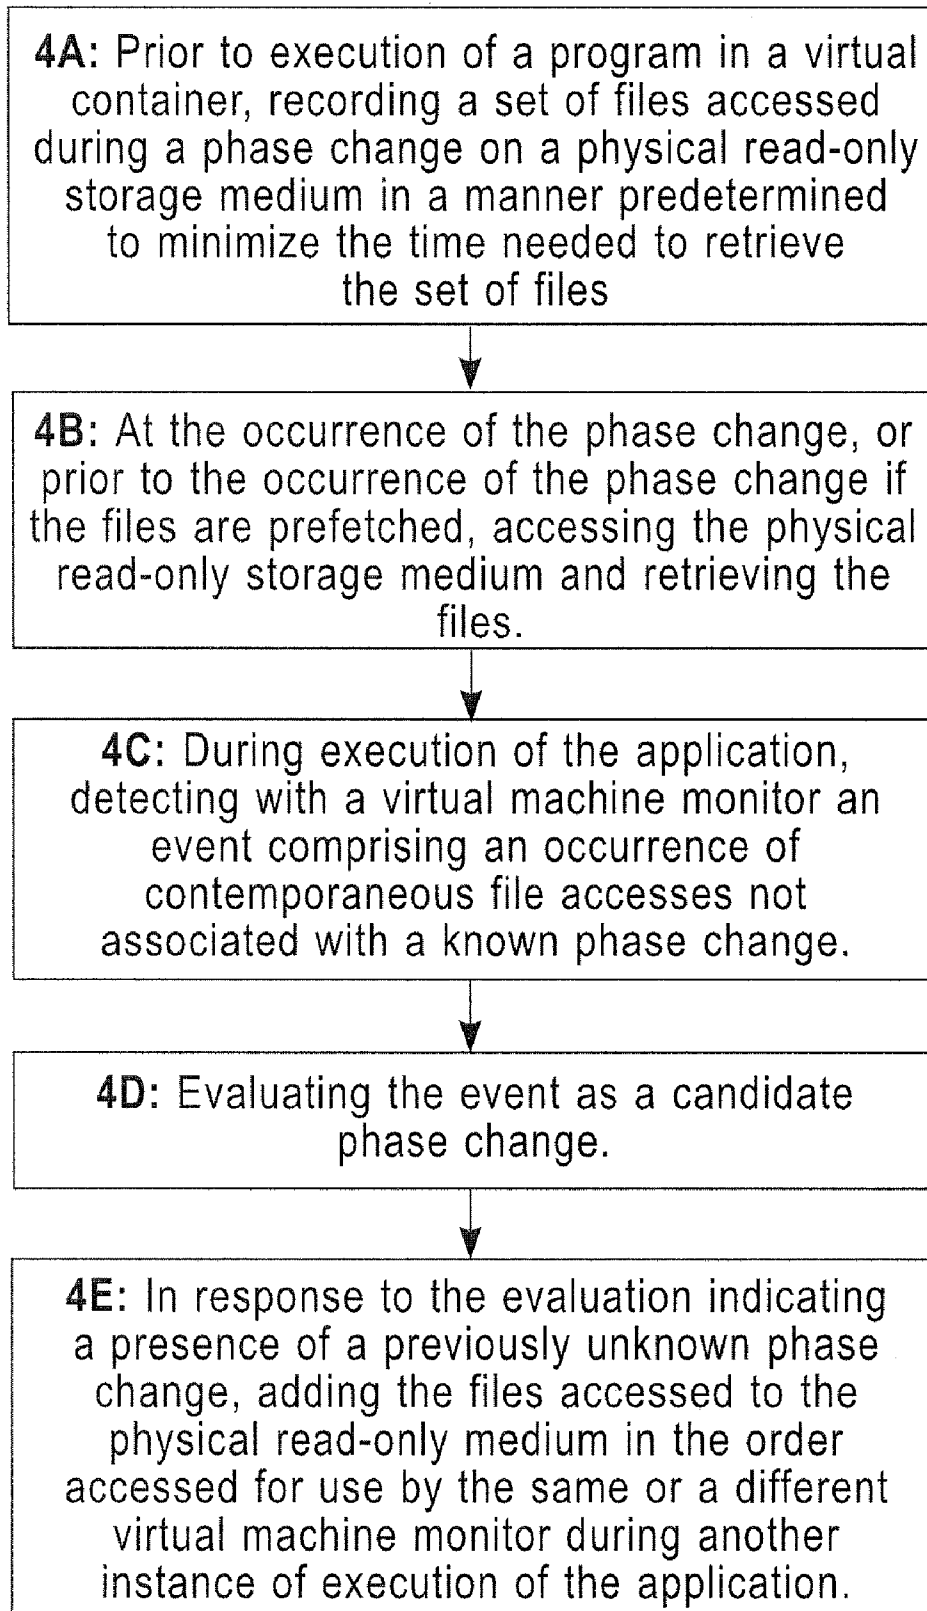 4A: Prior to execution of a program in a virtual
container, recording a set of files accessed
during a phase change on a physical read-only
storage medium in a manner predetermined
to minimize the time needed to retrieve
the set of files
4B: At the occurrence of the phase change, or
prior to the occurrence of the phase change if
the files are prefetched, accessing the physical
read-only storage medium and retrieving the
files.
4C: During execution of the application,
detecting with a virtual machine monitor an
event comprising an occurrence of
contemporaneous file accesses not
associated with a known phase change.
4D: Evaluating the event as a candidate
phase change.
4E: In response to the evaluation indicating
a presence of a previously unknown phase
change, adding the files accessed to the
physical read-only medium in the order
accessed for use by the same or a different
virtual machine monitor during another
instance of execution of the application.